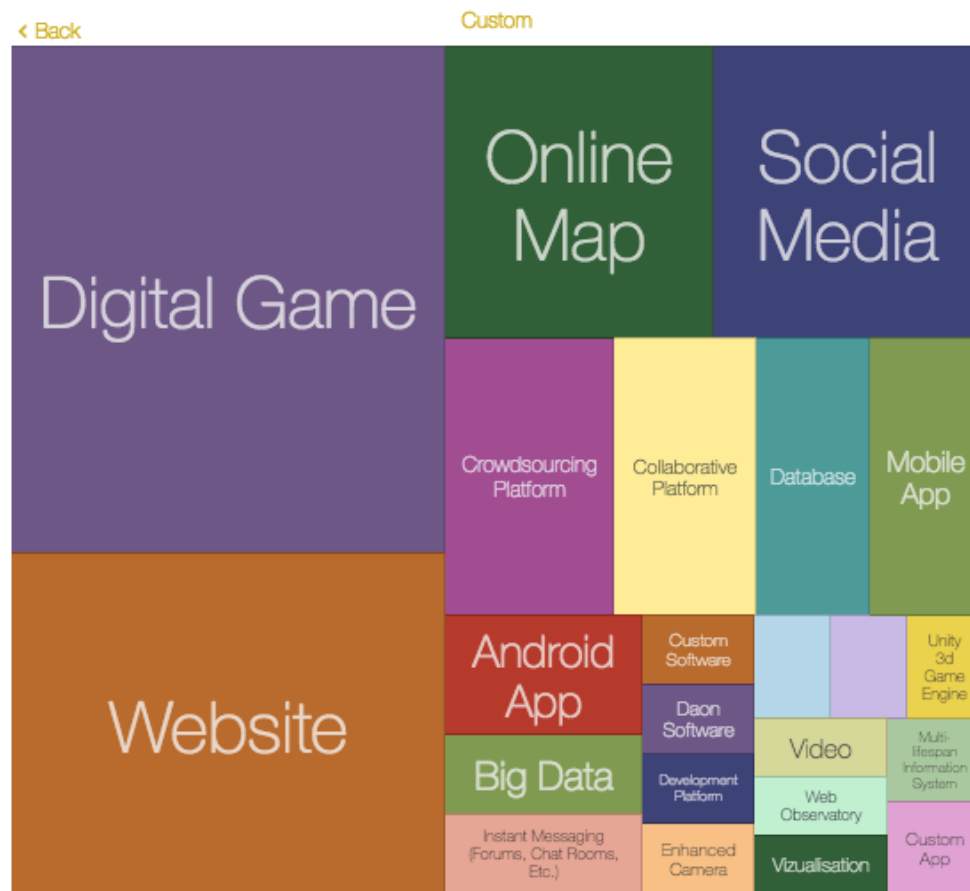 < Back
Custom
Digital Game
Online
Map
Social
Media
Crowdsourcing
Platform
Collaborative
Platform
Database
Mobile
App
Website
Android
App
Custom
Software
Unity
3d
Game
Engine
Daon
Software
Big Data
Development
Platform
Video
Multi-
lifespan
Information
System
Web
Observatory
Instant Messaging
(Forums, Chat Rooms,
Etc.)
Enhanced
Camera
Vizualisation
Custom
App